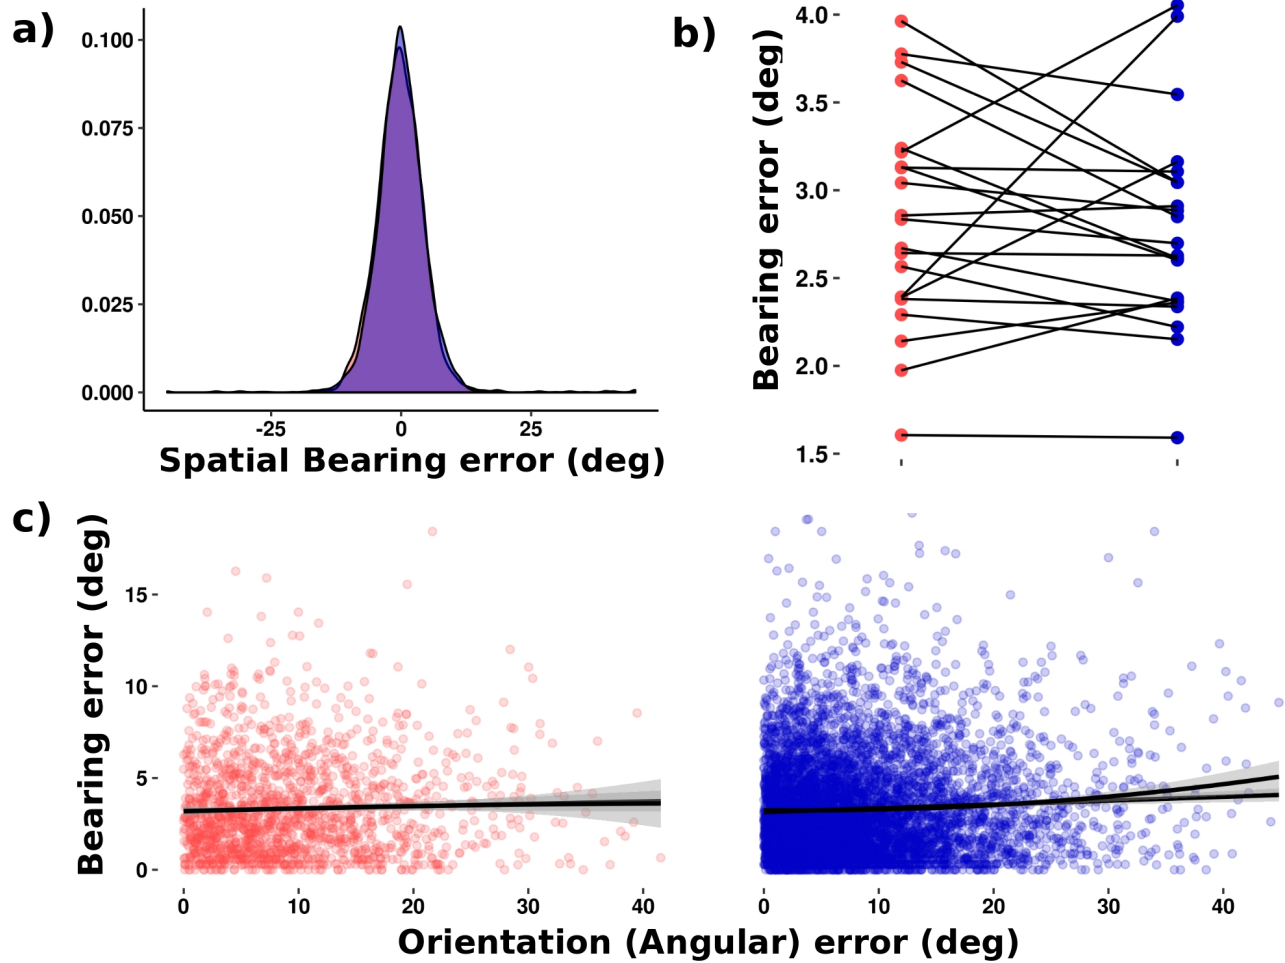 a)
0.100
0.075
0.050
0.025
0.000
-25 0 25
Spatial Bearing error (deg)
b)
Bearing error (deg)
4.0
3.5
3.0
2.5
2.0
1.5
c)
Bearing error (deg)
15
10
5
0
0 10 20 30 40
0 10 20 30 40
Orientation (Angular) error (deg)